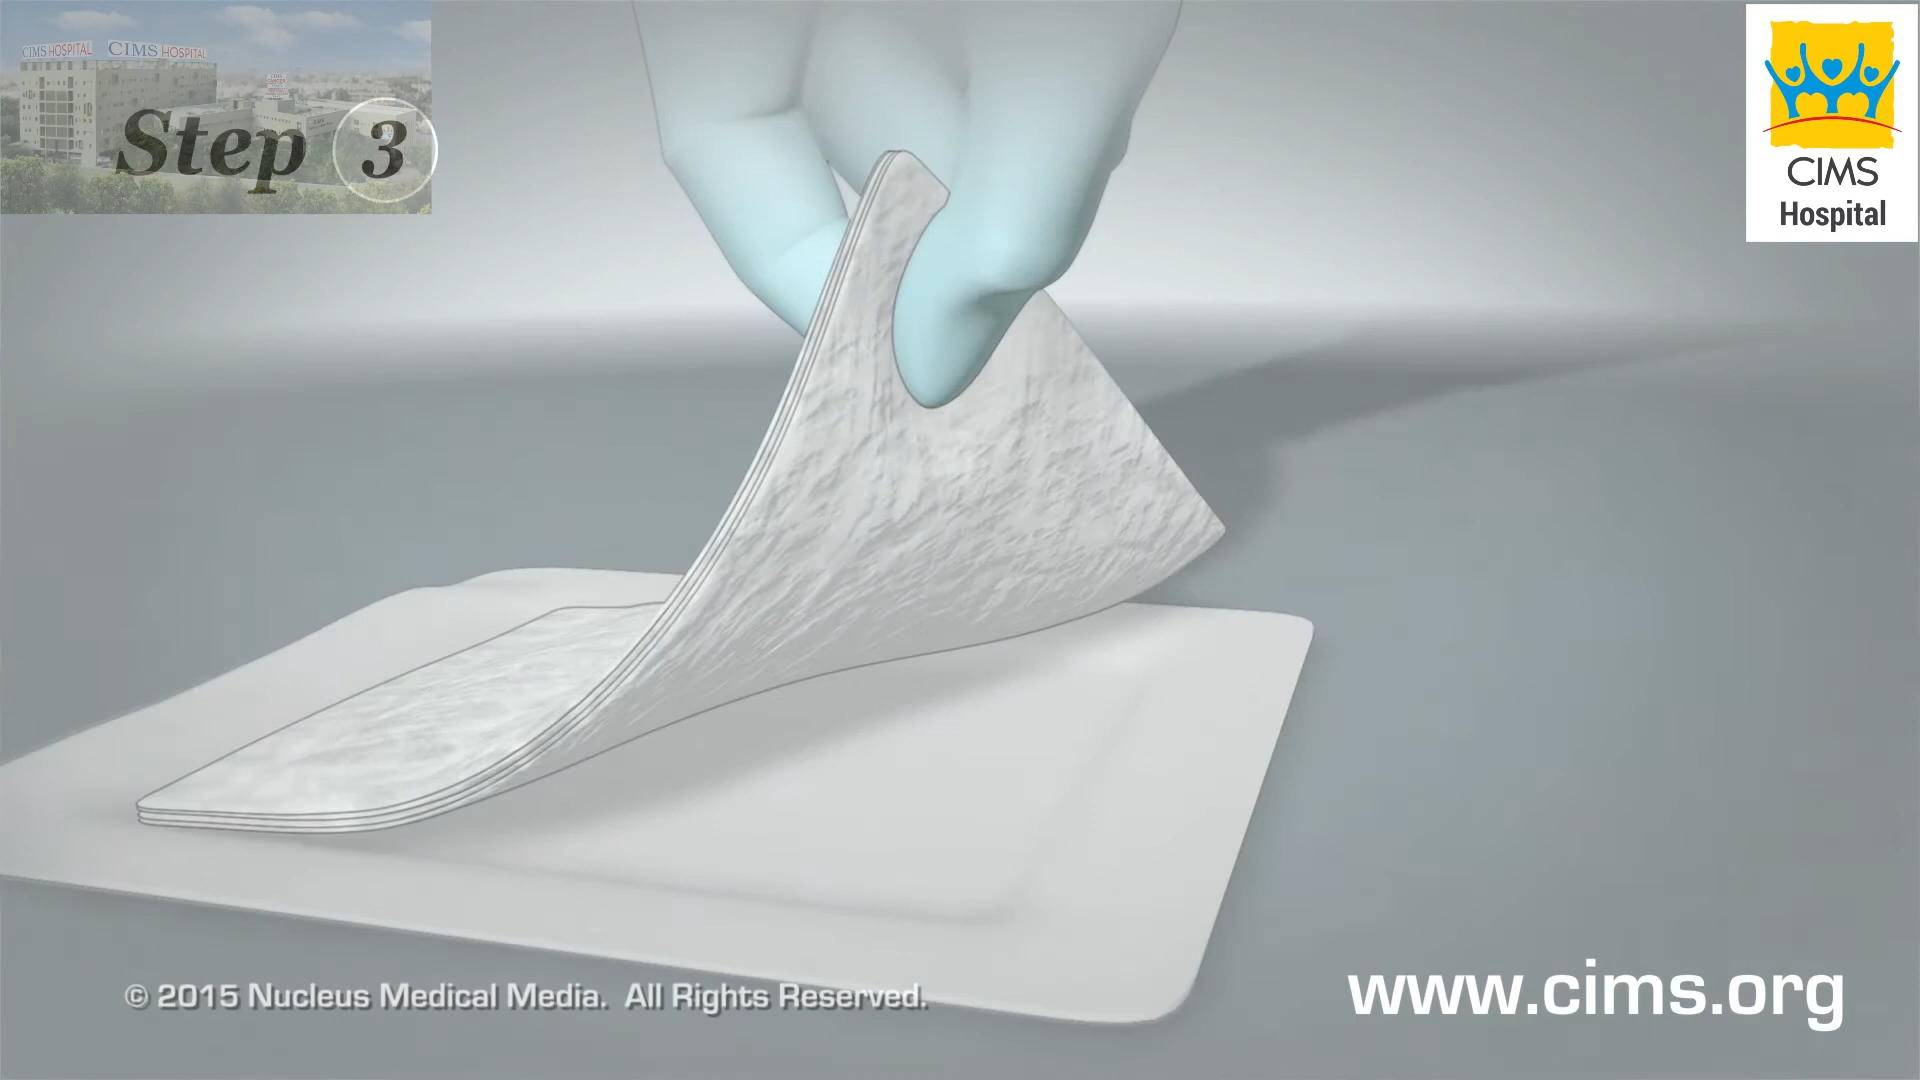 CIMS HOSPITAL CIMS HOSPITAL
Step 3
CIMS
Hospital
© 2015 Nucleus Medical Media. All Rights Reserved.
www.cims.org